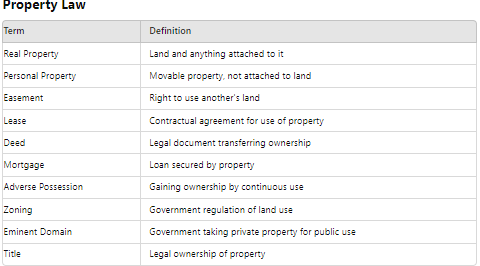 Property Law
Term Definition
Real Property Land and anything attached to it
Personal Property Movable property, not attached to land
Easement Right to use another's land
Lease Contractual agreement for use of property
Deed Legal document transferring ownership
Mortgage Loan secured by property
Adverse Possession Gaining ownership by continuous use
Zoning Government regulation of land use
Eminent Domain Government taking private property for public use
Title Legal ownership of property